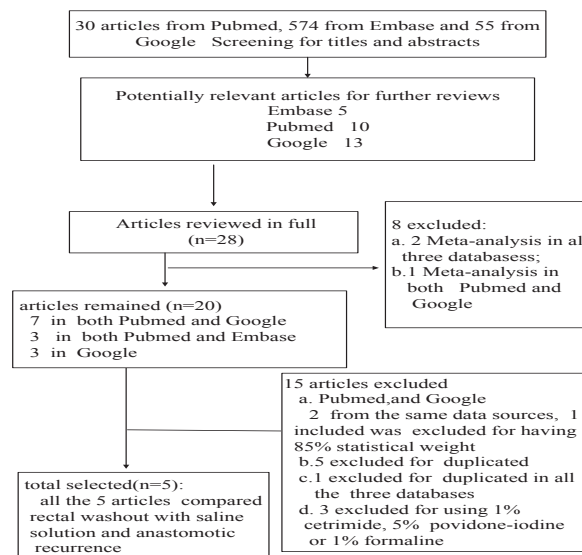 30 articles from Pubmed, 574 from Embase and 55 from
Google Screening for titles and abstracts
Potentially relevant articles for further reviews
Embase 5
Pubmed 10
Google 13
Articles reviewed in full
(n=28)
8 excluded:
a. 2 Meta-analysis in all
three databasess;
b.1 Meta-analysis in
both Pubmed and
Google
articles remained (n=20)
7 in both Pubmed and Google
3 in both Pubmed and Embase
3 in Google
15 articles excluded
a. Pubmed,and Google
2 from the same data sources, 1
included was excluded for having
85% statistical weight
b.5 excluded for duplicated
c.1 excluded for duplicated in all
the three databases
d. 3 excluded for using 1%
cetrimide, 5% povidone-iodine
or 1% formaline
total selected(n=5):
all the 5 articles compared
rectal washout with saline
solution and anastomotic
recurrence